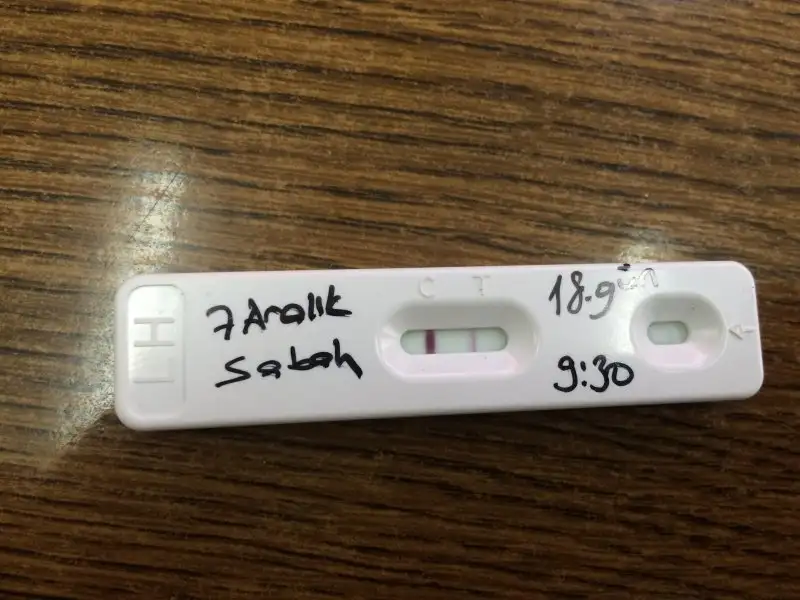 LH
7 Aralık
Sabah
C T
18.gün
9:30